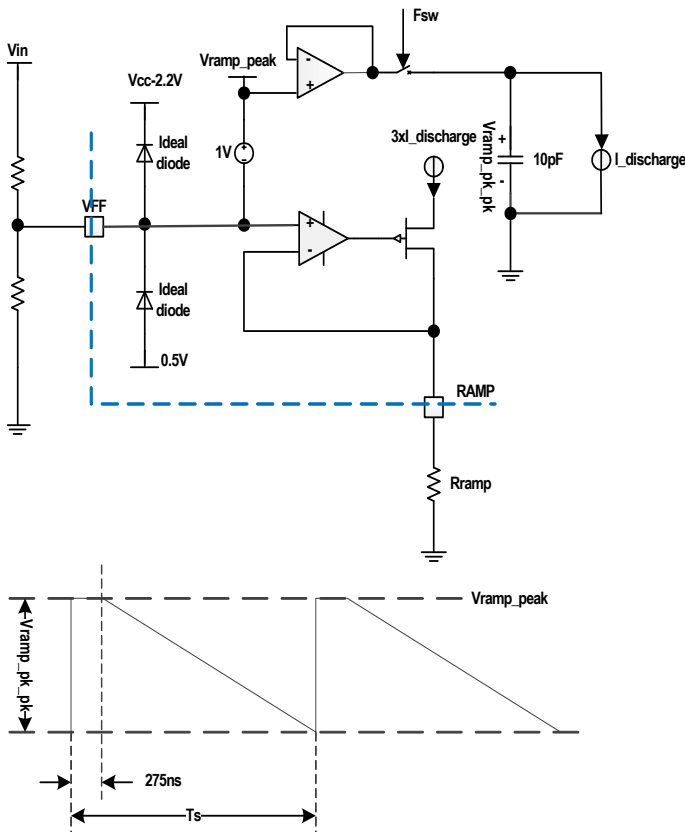 Fsw
Vin
Vramp_peak
Vcc-2.2V
-
+
Ideal
diode
1V
+
-
3xI_discharge
Vramp_pk_pk
+
-
10pF
I_discharge
VFF
+
-
Ideal
diode
0.5V
RAMP
Rramp
Vramp_peak
Vramp_pk_pk
275ns
Ts